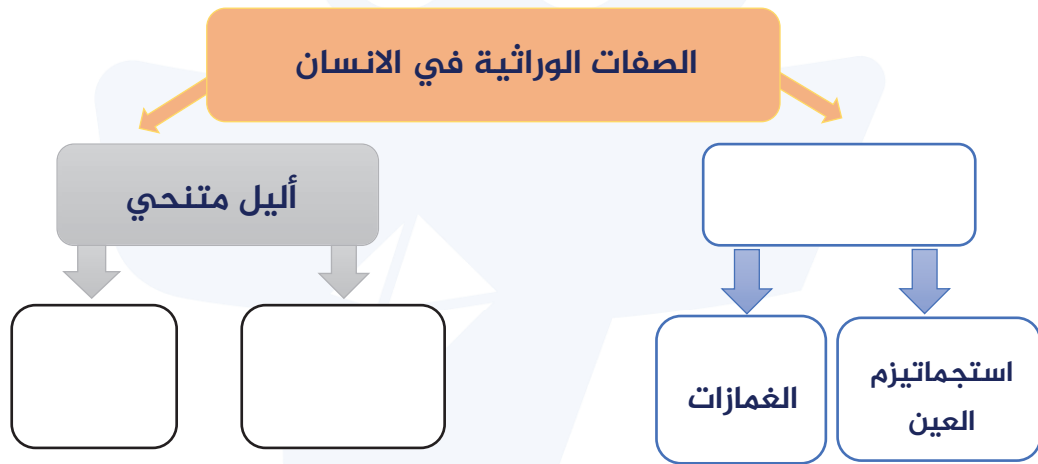 الصفات الوراثية في الانسان
أليل متنحي
استجماتيزم
العين
الغمازات